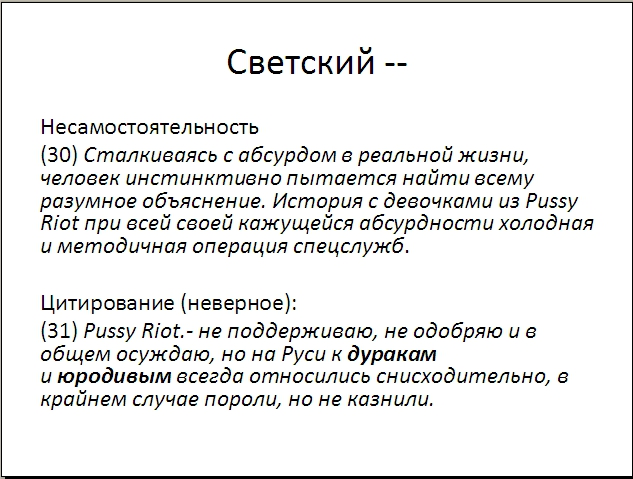 Светский --
Несамостоятельность
(30) Сталкиваясь с абсурдом в реальной жизни,
человек инстинктивно пытается найти всему
разумное объяснение. История с девочками из Pussy
Riot при всей своей кажущейся абсурдности холодная
и методичная операция спецслужб.
Цитирование (неверное):
(31) Pussy Riot.- не поддерживаю, не одобряю и в
общем осуждаю, но на Руси к дуракам
и юродивым всегда относились снисходительно, в
крайнем случае пороли, но не казнили.